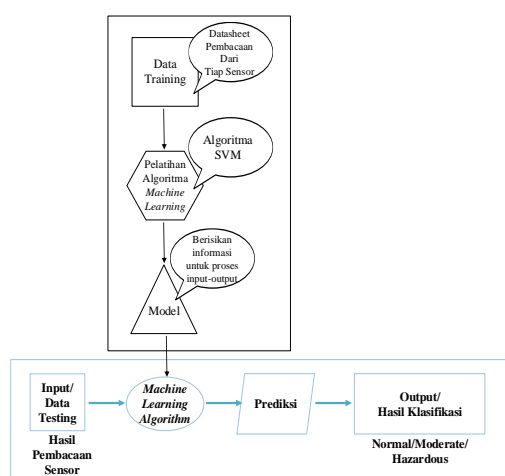 Data
Training
Datasheet
Pembacaan
Dari
Tiap Sensor
Pelatihan
Algoritma
Machine
Learning
Algoritma
SVM
Berisikan
informasi
untuk proses
input-output
Model
Input/
Data
Testing
Hasil
Pembacaan
Sensor
Machine
Learning
Algorithm
Prediksi
Output/
Hasil Klasifikasi
Normal/Moderate/
Hazardous